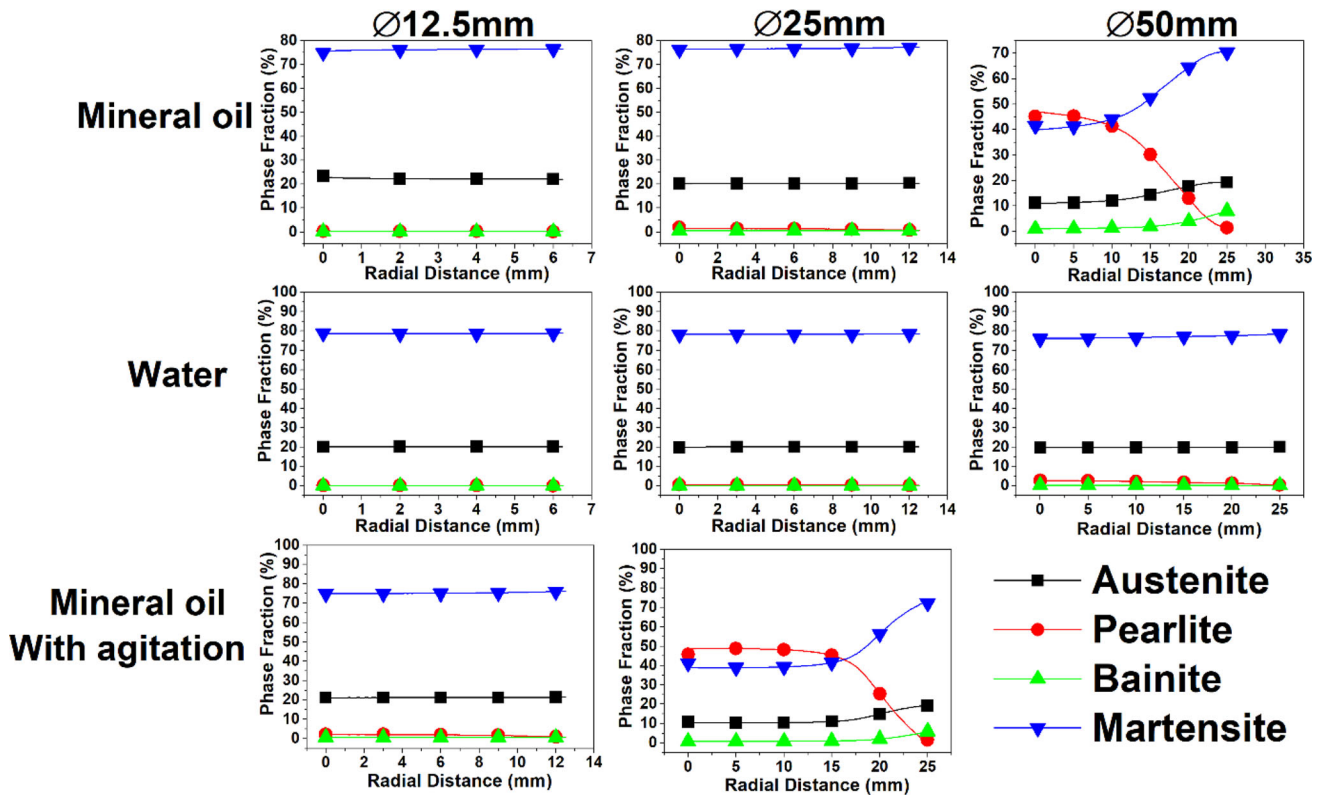 ∅12.5mm
∅25mm
∅50mm
Mineral oil
Phase Fraction (%)
80
70
60
50
40
30
20
10
0
0 1 2 3 4 5 6 7
Radial Distance (mm)
Phase Fraction (%)
80
70
60
50
40
30
20
10
0
0 2 4 6 8 10 12 14
Radial Distance (mm)
Phase Fraction (%)
70
60
50
40
30
20
10
0
0 5 10 15 20 25 30 35
Radial Distance (mm)
Water
Phase Fraction (%)
100
90
80
70
60
50
40
30
20
10
0
0 1 2 3 4 5 6 7
Radial Distance (mm)
Phase Fraction (%)
100
90
80
70
60
50
40
30
20
10
0
0 2 4 6 8 10 12 14
Radial Distance (mm)
Phase Fraction (%)
100
90
80
70
60
50
40
30
20
10
0
0 5 10 15 20 25
Radial Distance (mm)
Mineral oil
With agitation
Phase Fraction (%)
100
90
80
70
60
50
40
30
20
10
0
0 2 4 6 8 10 12 14
Radial Distance (mm)
Phase Fraction (%)
100
90
80
70
60
50
40
30
20
10
0
0 5 10 15 20 25
Radial Distance (mm)
Austenite
Pearlite
Bainite
Martensite